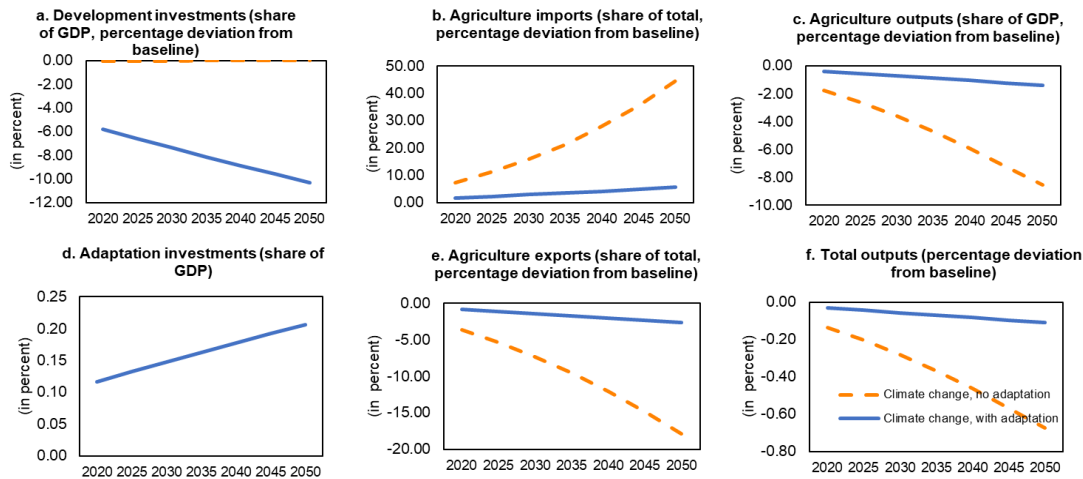 a. Development investments (share
of GDP, percentage deviation from
baseline)
0.00
-2.00
-4.00
-6.00
-8.00
-10.00
-12.00
(in percent)
2020 2025 2030 2035 2040 2045 2050
b. Agriculture imports (share of total,
percentage deviation from baseline)
50.00
40.00
30.00
20.00
10.00
0.00
(in percent)
2020 2025 2030 2035 2040 2045 2050
c. Agriculture outputs (share of GDP,
percentage deviation from baseline)
0.00
-2.00
-4.00
-6.00
-8.00
-10.00
(in percent)
2020 2025 2030 2035 2040 2045 2050
d. Adaptation investments (share of
GDP)
0.25
0.20
0.15
0.10
0.05
0.00
(in percent)
2020 2025 2030 2035 2040 2045 2050
e. Agriculture exports (share of total,
percentage deviation from baseline)
0.00
-5.00
-10.00
-15.00
-20.00
(in percent)
2020 2025 2030 2035 2040 2045 2050
f. Total outputs (percentage deviation
from baseline)
0.00
-0.20
-0.40
-0.60
-0.80
(in percent)
Climate change, no adaptation
Climate change, with adaptation
2020 2025 2030 2035 2040 2045 2050